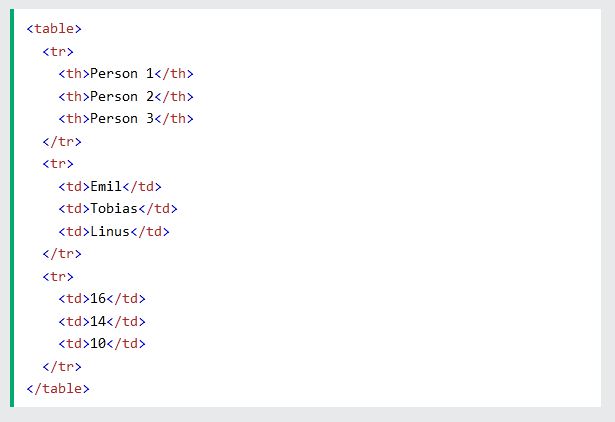 <table>
  <tr>
    <th>Person 1</th>
    <th>Person 2</th>
    <th>Person 3</th>
  </tr>
  <tr>
    <td>Emil</td>
    <td>Tobias</td>
    <td>Linus</td>
  </tr>
  <tr>
    <td>16</td>
    <td>14</td>
    <td>10</td>
  </tr>
</table>